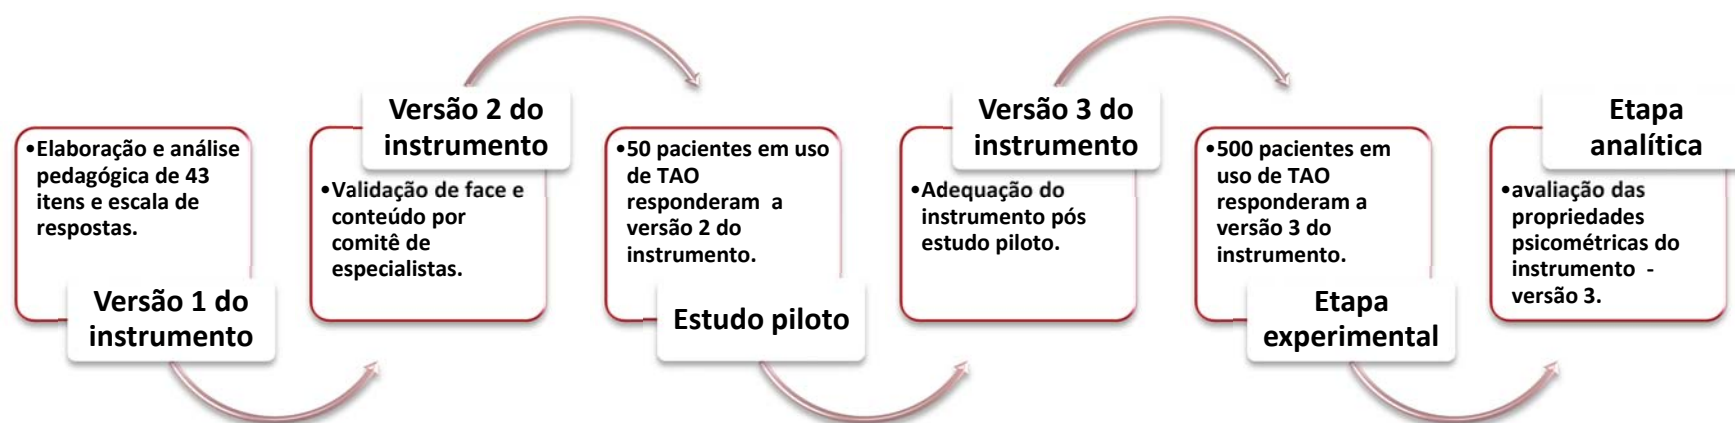 •Elaboração e análise
pedagógica de 43
itens e escala de
respostas.
Versão 1 do
instrumento
Versão 2 do
instrumento
•Validação de face e
conteúdo por
comitê de
especialistas.
•50 pacientes em uso
de TAO
responderam a
versão 2 do
instrumento.
Estudo piloto
Versão 3 do
instrumento
•Adequação do
instrumento pós
estudo piloto.
•500 pacientes em
uso de TAO
responderam a
versão 3 do
instrumento.
Etapa
experimental
Etapa
analítica
•avaliação das
propriedades
psicométricas do
instrumento -
versão 3.